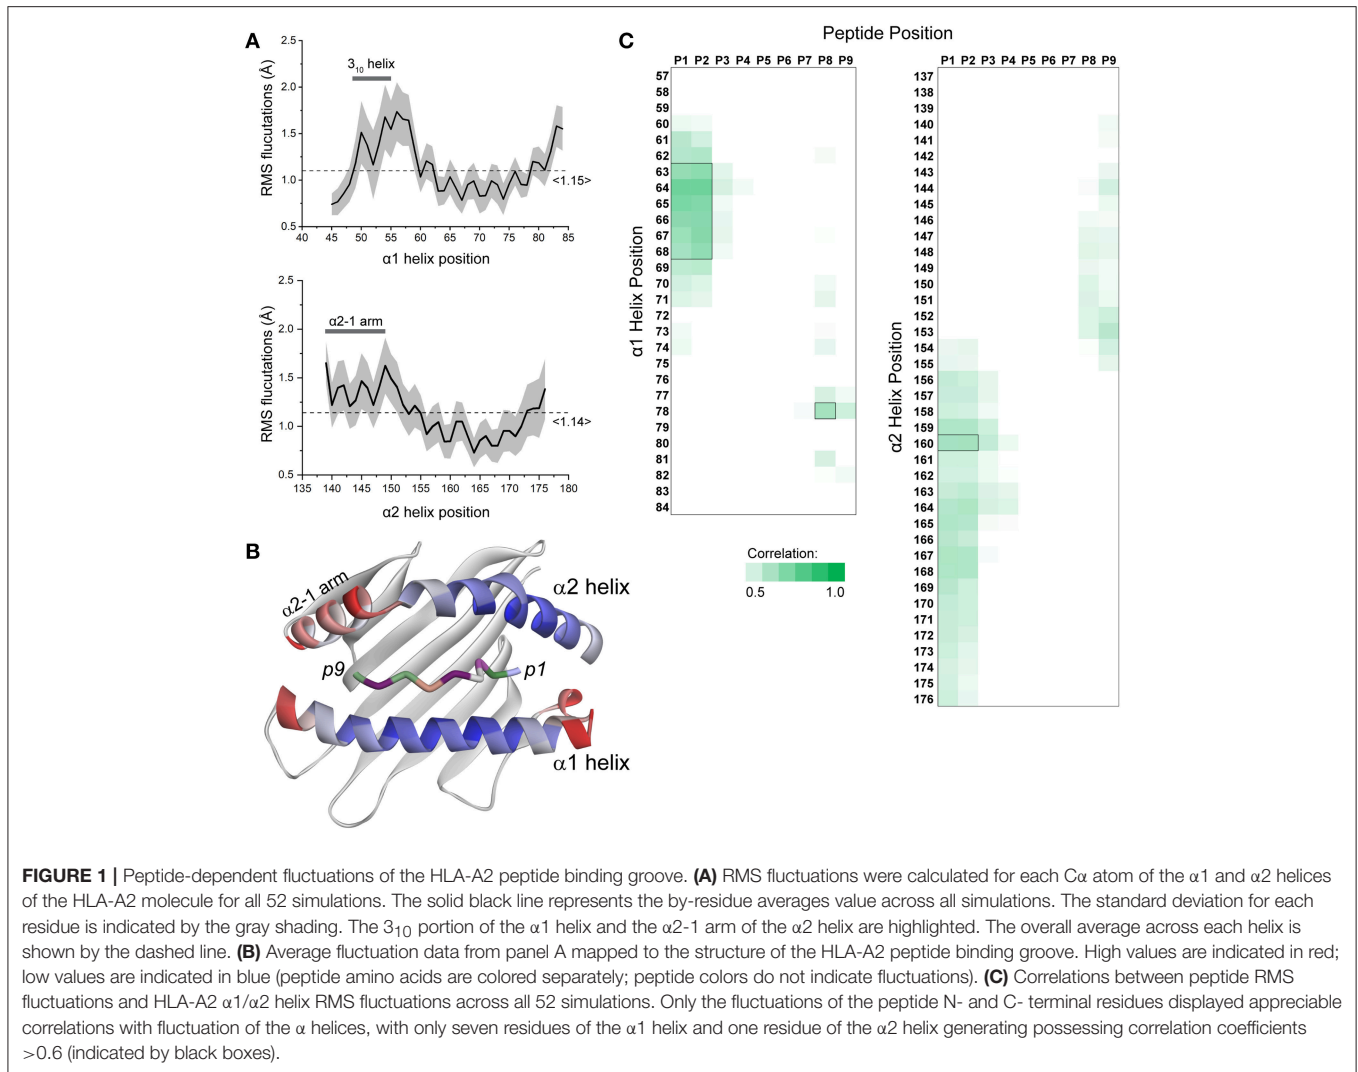 A
2.5
2.0
1.5
1.0
0.5
RMS flucutations (Å)
3₁₀ helix
<1.15>
40 45 50 55 60 65 70 75 80 85
α1 helix position
2.5
2.0
1.5
1.0
0.5
RMS flucutations (Å)
α2-1 arm
<1.14>
135 140 145 150 155 160 165 170 175 180
α2 helix position
B
α2-1 arm
α2 helix
p9
p1
α1 helix
C
Peptide Position
P1 P2 P3 P4 P5 P6 P7 P8 P9
α1 Helix Position
57
58
59
60
61
62
63
64
65
66
67
68
69
70
71
72
73
74
75
76
77
78
79
80
81
82
83
84
Correlation:
0.5 1.0
P1 P2 P3 P4 P5 P6 P7 P8 P9
α2 Helix Position
137
138
139
140
141
142
143
144
145
146
147
148
149
150
151
152
153
154
155
156
157
158
159
160
161
162
163
164
165
166
167
168
169
170
171
172
173
174
175
176
FIGURE 1 | Peptide-dependent fluctuations of the HLA-A2 peptide binding groove. (A) RMS fluctuations were calculated for each Cα atom of the α1 and α2 helices
of the HLA-A2 molecule for all 52 simulations. The solid black line represents the by-residue averages value across all simulations. The standard deviation for each
residue is indicated by the gray shading. The 3₁₀ portion of the α1 helix and the α2-1 arm of the α2 helix are highlighted. The overall average across each helix is
shown by the dashed line. (B) Average fluctuation data from panel A mapped to the structure of the HLA-A2 peptide binding groove. High values are indicated in red;
low values are indicated in blue (peptide amino acids are colored separately; peptide colors do not indicate fluctuations). (C) Correlations between peptide RMS
fluctuations and HLA-A2 α1/α2 helix RMS fluctuations across all 52 simulations. Only the fluctuations of the peptide N- and C- terminal residues displayed appreciable
correlations with fluctuation of the α helices, with only seven residues of the α1 helix and one residue of the α2 helix generating possessing correlation coefficients
>0.6 (indicated by black boxes).